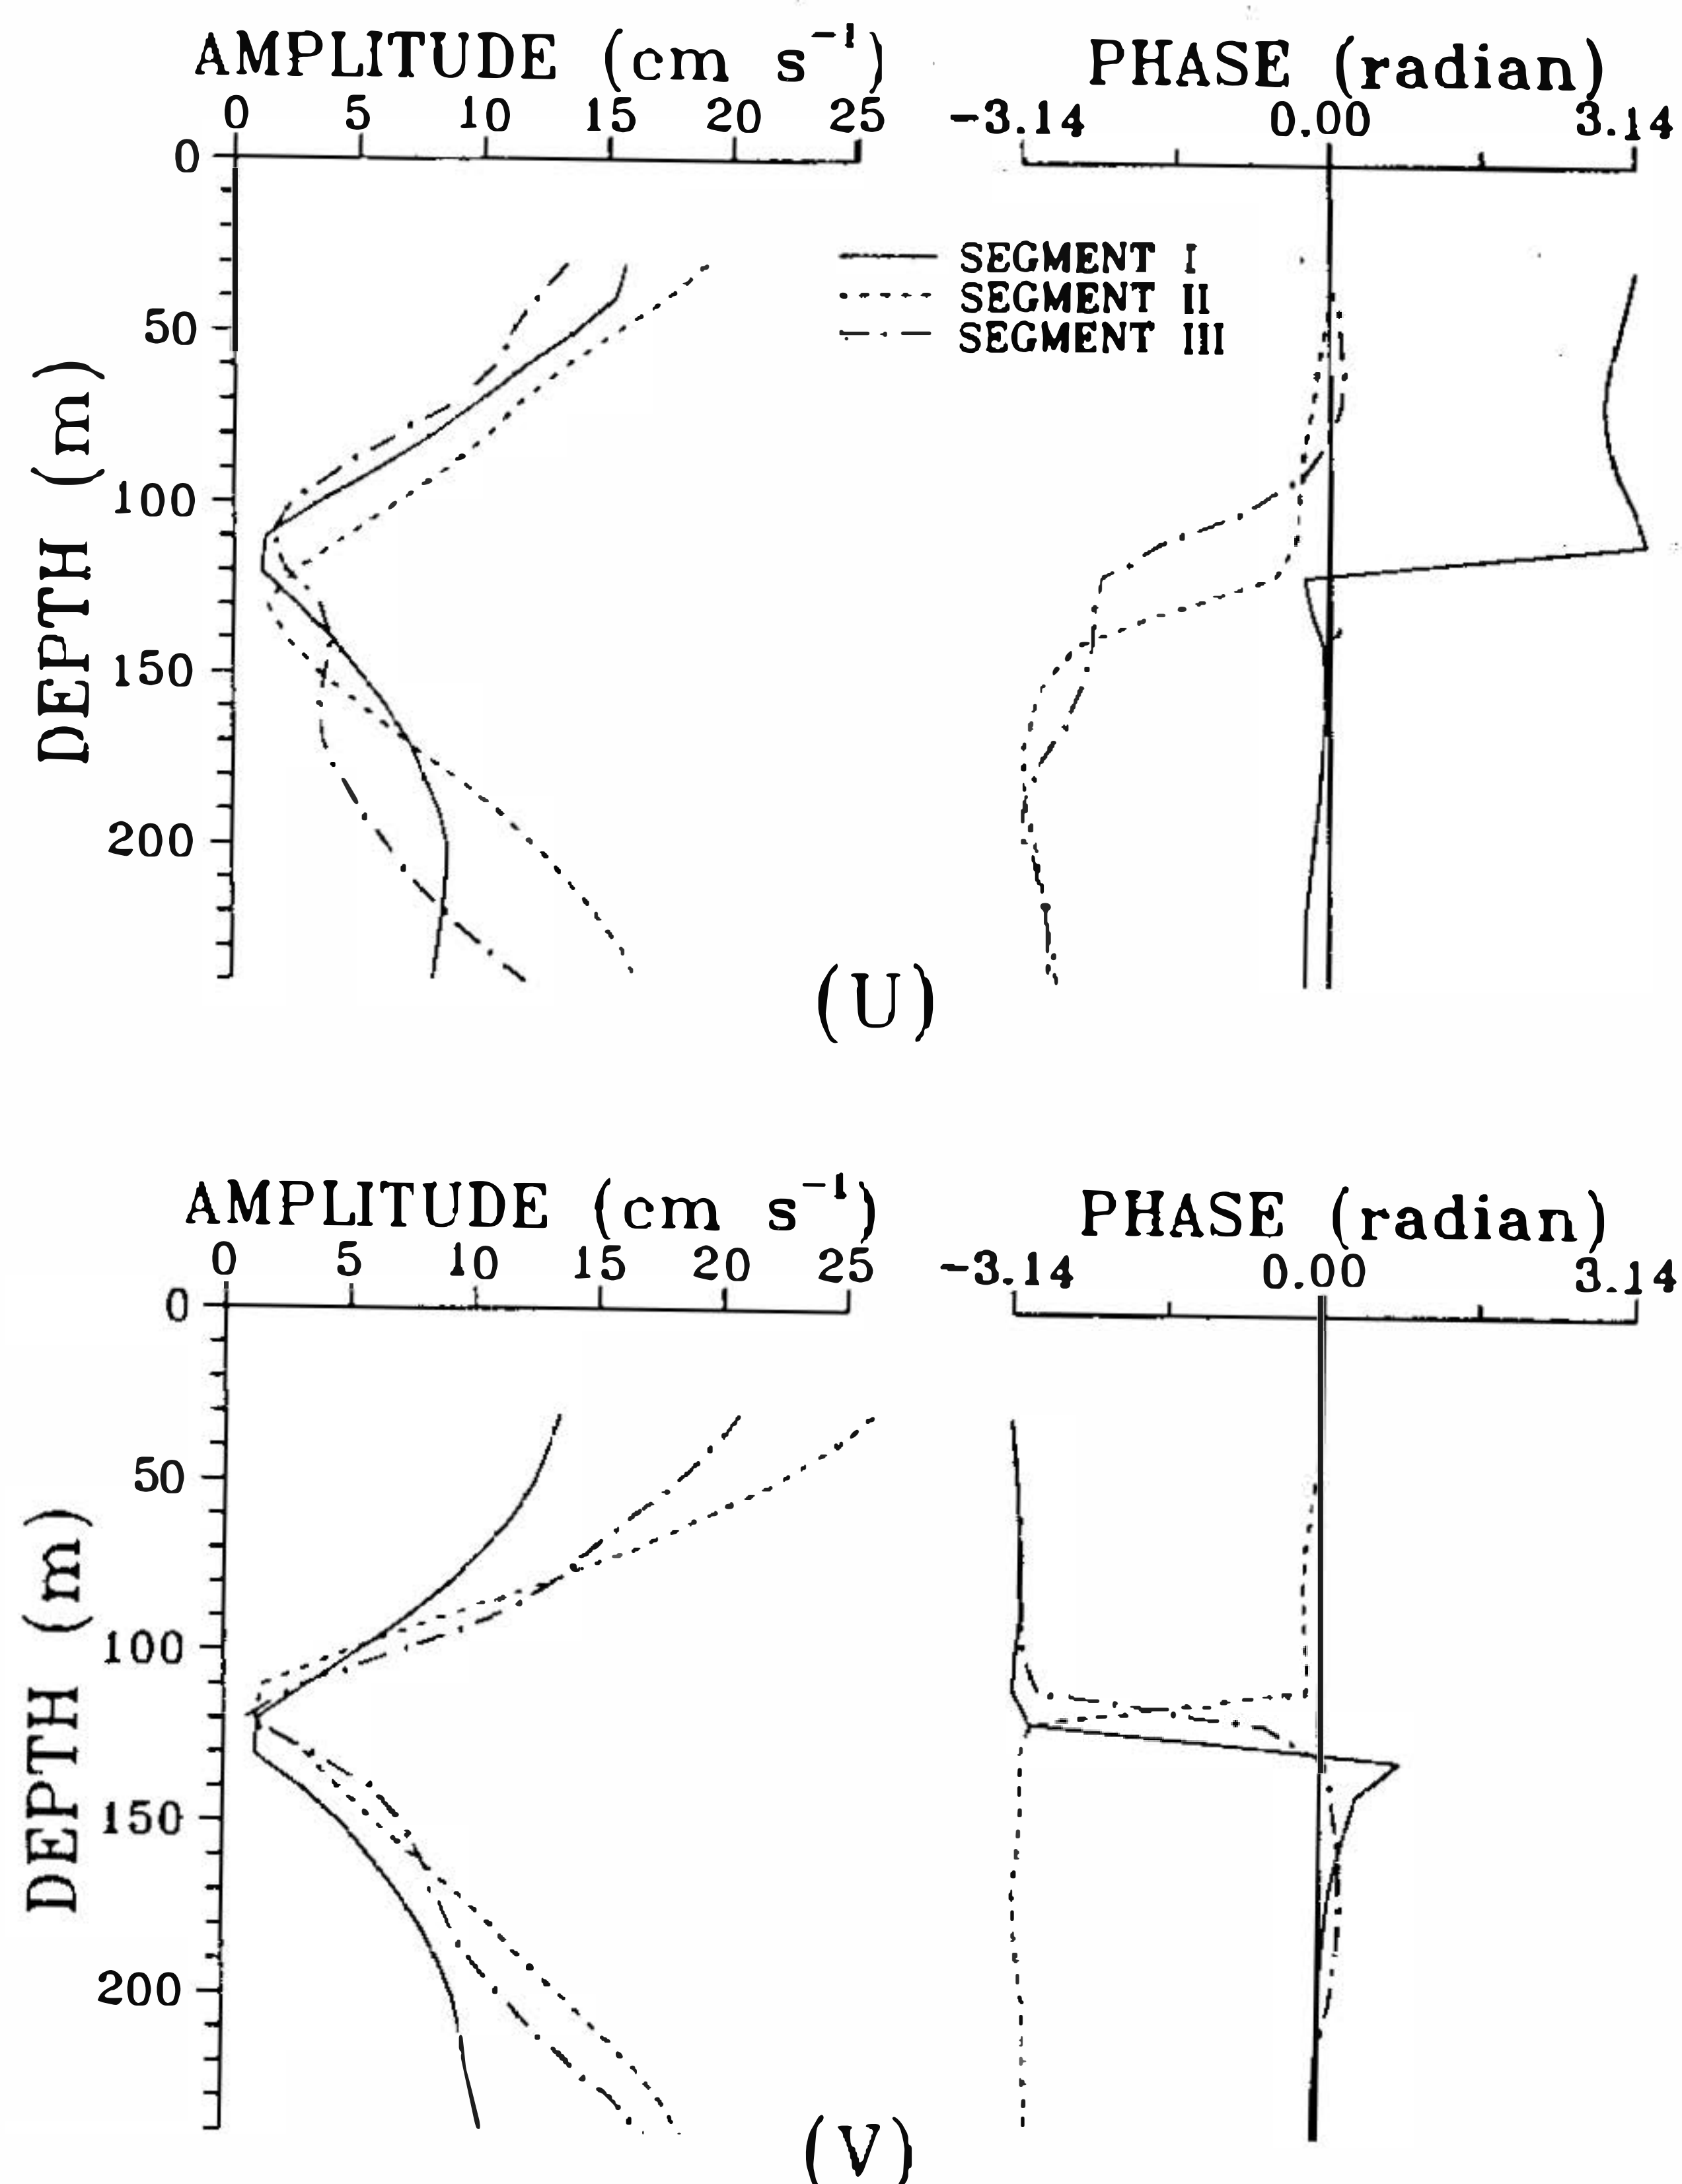 AMPLITUDE (cm s⁻¹) PHASE (radian)
0 5 10 15 20 25 -3.14 0.00 3.14
0
SEGMENT I
SEGMENT II
SEGMENT III
50
100
150
200
DEPTH (m)
(U)
AMPLITUDE (cm s⁻¹) PHASE (radian)
0 5 10 15 20 25 -3.14 0.00 3.14
0
50
100
150
200
DEPTH (m)
(V)